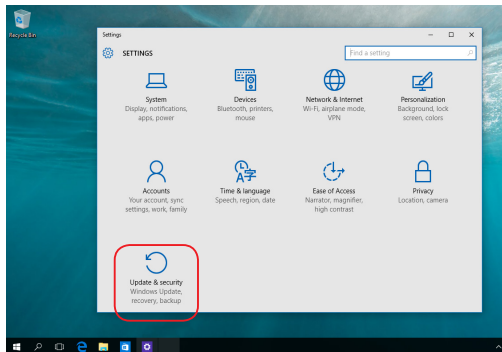 Recycle Bin
Settings
SETTINGS
Find a setting
System
Display, notifications,
apps, power
Devices
Bluetooth, printers,
mouse
Network & Internet
Wi-Fi, airplane mode,
VPN
Personalization
Background, lock
screen, colors
Accounts
Your account, sync
settings, work, family
Time & language
Speech, region, date
Ease of Access
Narrator, magnifier,
high contrast
Privacy
Location, camera
Update & security
Windows Update,
recovery, backup